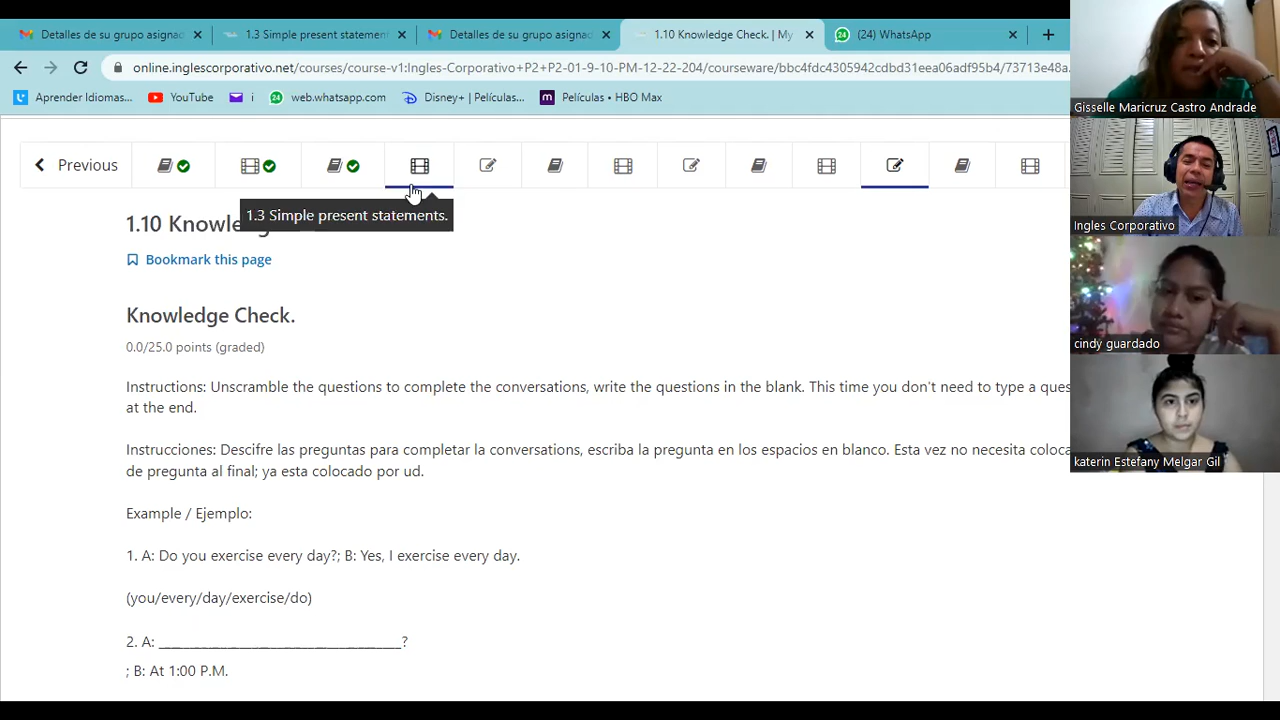 Detalles de su grupo asignad
1.3 Simple present statement
Detalles de su grupo asignad
1.10 Knowledge Check. | My
(24) WhatsApp
online.inglescorporativo.net/courses/course-v1:Ingles-Corporativo+P2+P2-01-9-10-PM-12-22-204/courseware/bbc4fdc4305942cdbd31eea06adf95b4/73713e48a.
Aprender Idiomas...
YouTube
i
web.whatsapp.com
Disney+ | Películas...
Películas • HBO Max
Gisselle Maricruz Castro Andrade
Previous
1.3 Simple present statements.
1.10 Knowle
Ingles Corporativo
Bookmark this page
Knowledge Check.
cindy guardado
0.0/25.0 points (graded)
Instructions: Unscramble the questions to complete the conversations, write the questions in the blank. This time you don't need to type a ques
at the end.
Instrucciones: Descifre las preguntas para completar la conversations, escriba la pregunta en los espacios en blanco. Esta vez no necesita coloca
de pregunta al final; ya esta colocado por ud.
katerin Estefany Melgar Gil
Example / Ejemplo:
1. A: Do you exercise every day?; B: Yes, I exercise every day.
(you/every/day/exercise/do)
2. A: _________________________________?
; B: At 1:00 P.M.